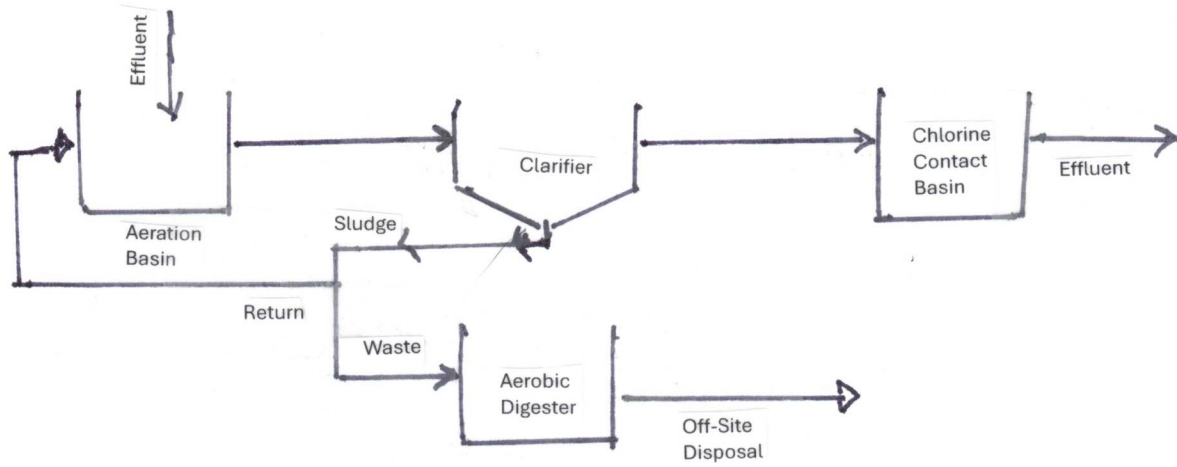 Effluent
Aeration
Basin
Clarifier
Chlorine
Contact
Basin
Effluent
Sludge
Return
Waste
Aerobic
Digester
Off-Site
Disposal